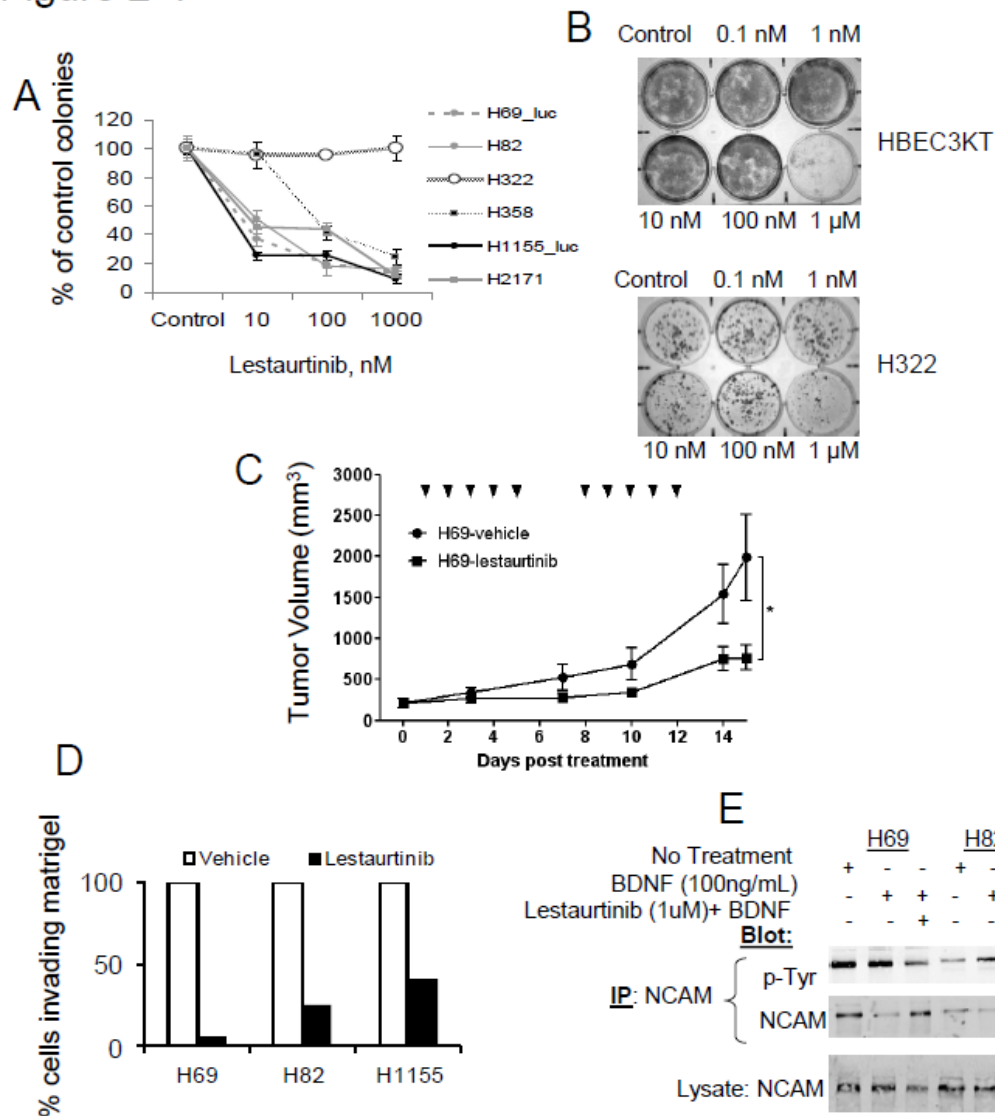 A
120
100
80
60
40
20
0
% of control colonies
Control 10 100 1000
Lestaurtinib, nM
H69_luc
H82
H322
H358
H1155_luc
H2171
B
Control 0.1 nM 1 nM
HBEC3KT
10 nM 100 nM 1 µM
Control 0.1 nM 1 nM
H322
10 nM 100 nM 1 µM
C
Tumor Volume (mm³)
3000
2500
2000
1500
1000
500
0
H69-vehicle
H69-lestaurtinib
*
0 2 4 6 8 10 12 14
Days post treatment
D
% cells invading matrigel
Vehicle Lestaurtinib
100
50
0
H69 H82 H1155
E
H69 H82
No Treatment + - - + -
BDNF (100ng/mL) - + + - +
Lestaurtinib (1uM)+ BDNF - - + - -
Blot:
IP: NCAM
p-Tyr
NCAM
Lysate: NCAM